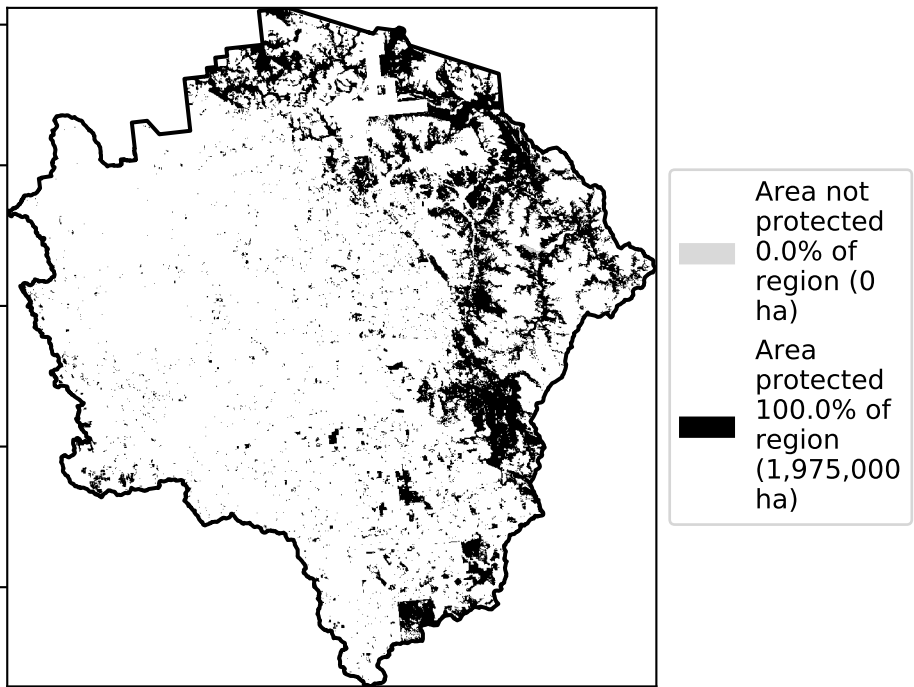 Area not
protected
0.0% of
region (0
ha)
Area
protected
100.0% of
region
(1,975,000
ha)